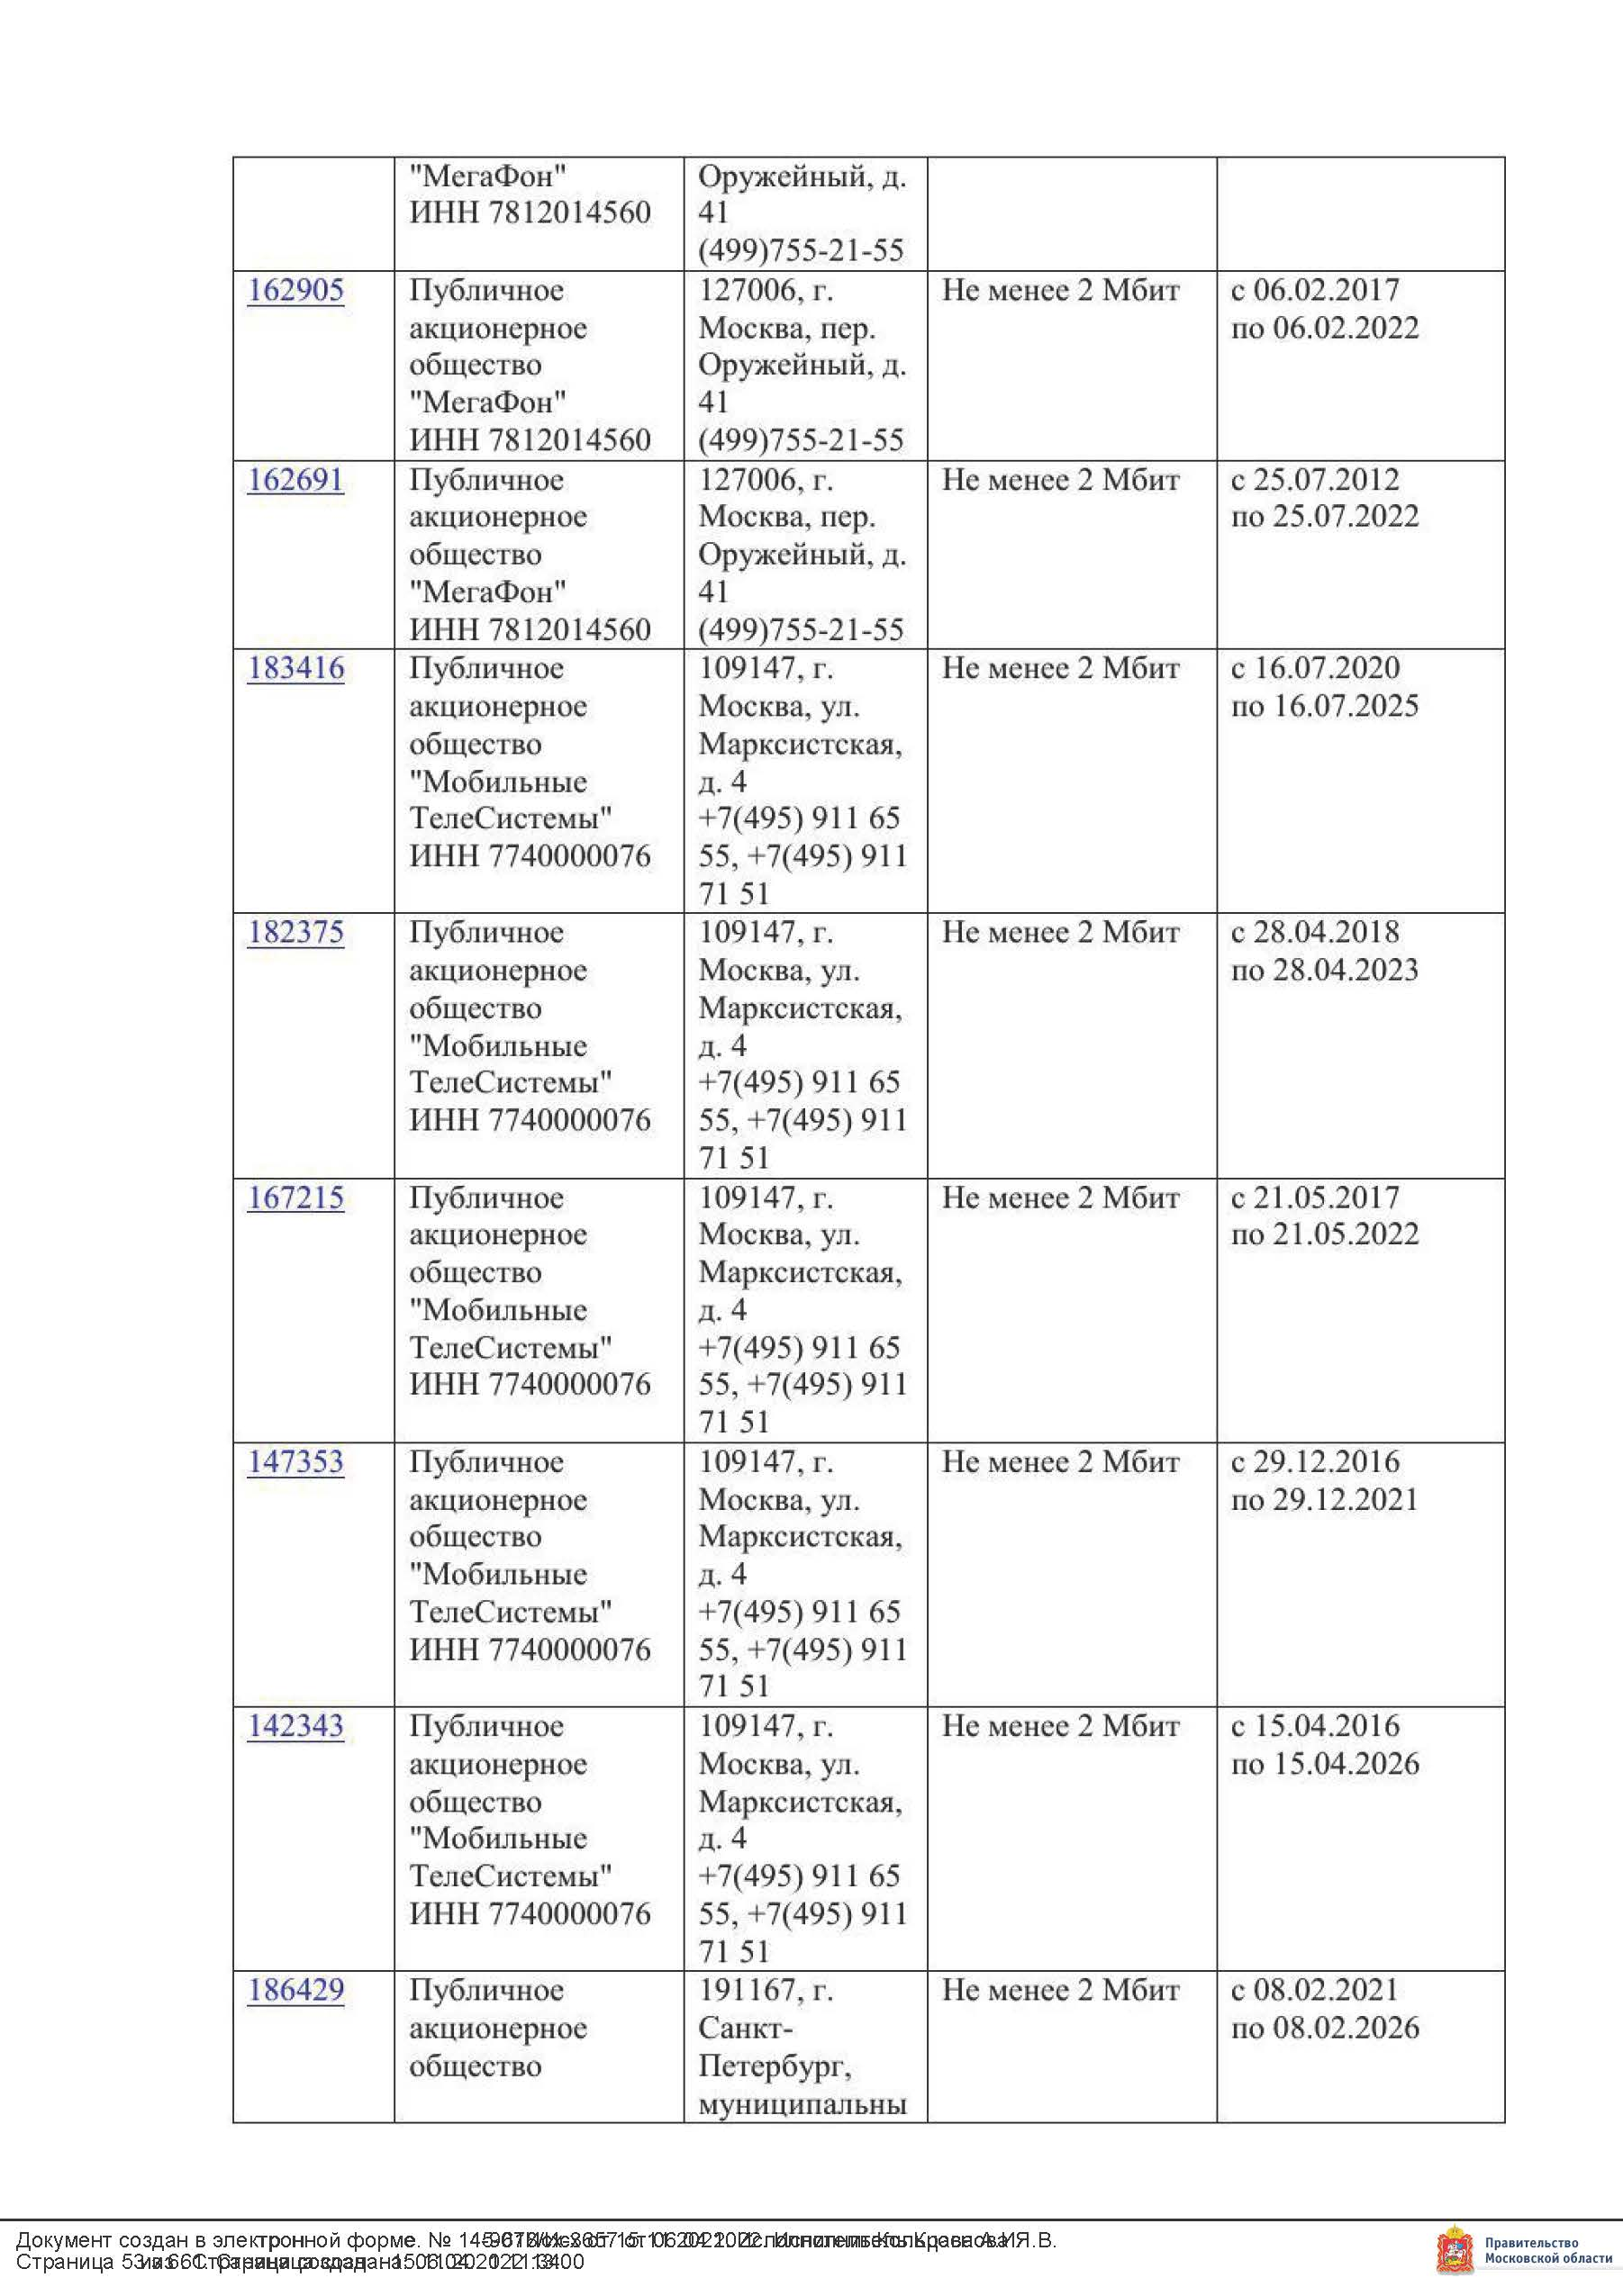 "МегаФон"
ИНН 7812014560
Оружейный, д.
41
(499)755-21-55
162905
Публичное
акционерное
общество
"МегаФон"
ИНН 7812014560
127006, г.
Москва, пер.
Оружейный, д.
41
(499)755-21-55
Не менее 2 Мбит
с 06.02.2017
по 06.02.2022
162691
Публичное
акционерное
общество
"МегаФон"
ИНН 7812014560
127006, г.
Москва, пер.
Оружейный, д.
41
(499)755-21-55
Не менее 2 Мбит
с 25.07.2012
по 25.07.2022
183416
Публичное
акционерное
общество
"Мобильные
ТелеСистемы"
ИНН 7740000076
109147, г.
Москва, ул.
Марксистская,
д. 4
+7(495) 911 65
55, +7(495) 911
71 51
Не менее 2 Мбит
с 16.07.2020
по 16.07.2025
182375
Публичное
акционерное
общество
"Мобильные
ТелеСистемы"
ИНН 7740000076
109147, г.
Москва, ул.
Марксистская,
д. 4
+7(495) 911 65
55, +7(495) 911
71 51
Не менее 2 Мбит
с 28.04.2018
по 28.04.2023
167215
Публичное
акционерное
общество
"Мобильные
ТелеСистемы"
ИНН 7740000076
109147, г.
Москва, ул.
Марксистская,
д. 4
+7(495) 911 65
55, +7(495) 911
71 51
Не менее 2 Мбит
с 21.05.2017
по 21.05.2022
147353
Публичное
акционерное
общество
"Мобильные
ТелеСистемы"
ИНН 7740000076
109147, г.
Москва, ул.
Марксистская,
д. 4
+7(495) 911 65
55, +7(495) 911
71 51
Не менее 2 Мбит
с 29.12.2016
по 29.12.2021
142343
Публичное
акционерное
общество
"Мобильные
ТелеСистемы"
ИНН 7740000076
109147, г.
Москва, ул.
Марксистская,
д. 4
+7(495) 911 65
55, +7(495) 911
71 51
Не менее 2 Мбит
с 15.04.2016
по 15.04.2026
186429
Публичное
акционерное
общество
191167, г.
Санкт-
Петербург,
муниципальны
Не менее 2 Мбит
с 08.02.2021
по 08.02.2026
Документ создан в электронной форме. №
Страница
Правительство
Московской области